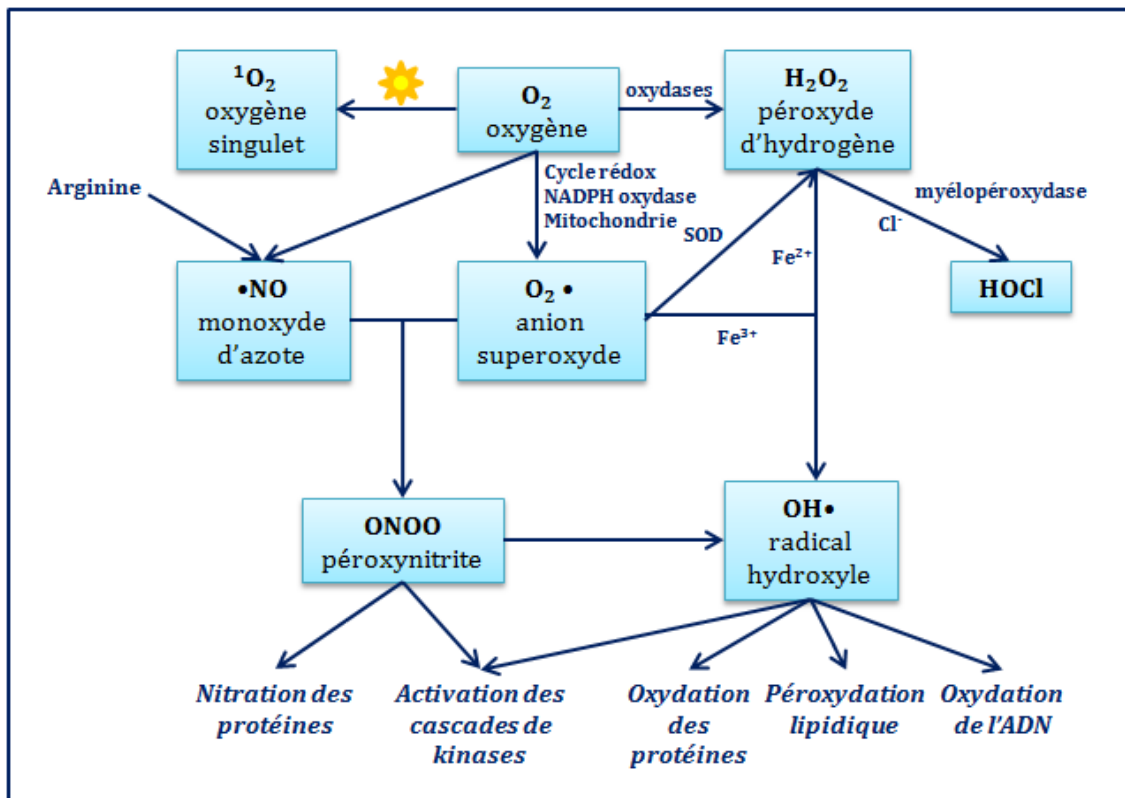 ¹O₂
oxygène
singulet
O₂
oxygène
oxydases
H₂O₂
péroxyde
d'hydrogène
Arginine
Cycle rédox
NADPH oxydase
Mitochondrie
SOD
myélopéroxydase
Cl⁻
Fe²⁺
•NO
monoxyde
d'azote
O₂ •
anion
superoxyde
Fe³⁺
HOCl
ONOO
péroxynitrite
OH•
radical
hydroxyle
Nitration des
protéines
Activation des
cascades de
kinases
Oxydation
des
protéines
Péroxydation
lipidique
Oxydation
de l'ADN